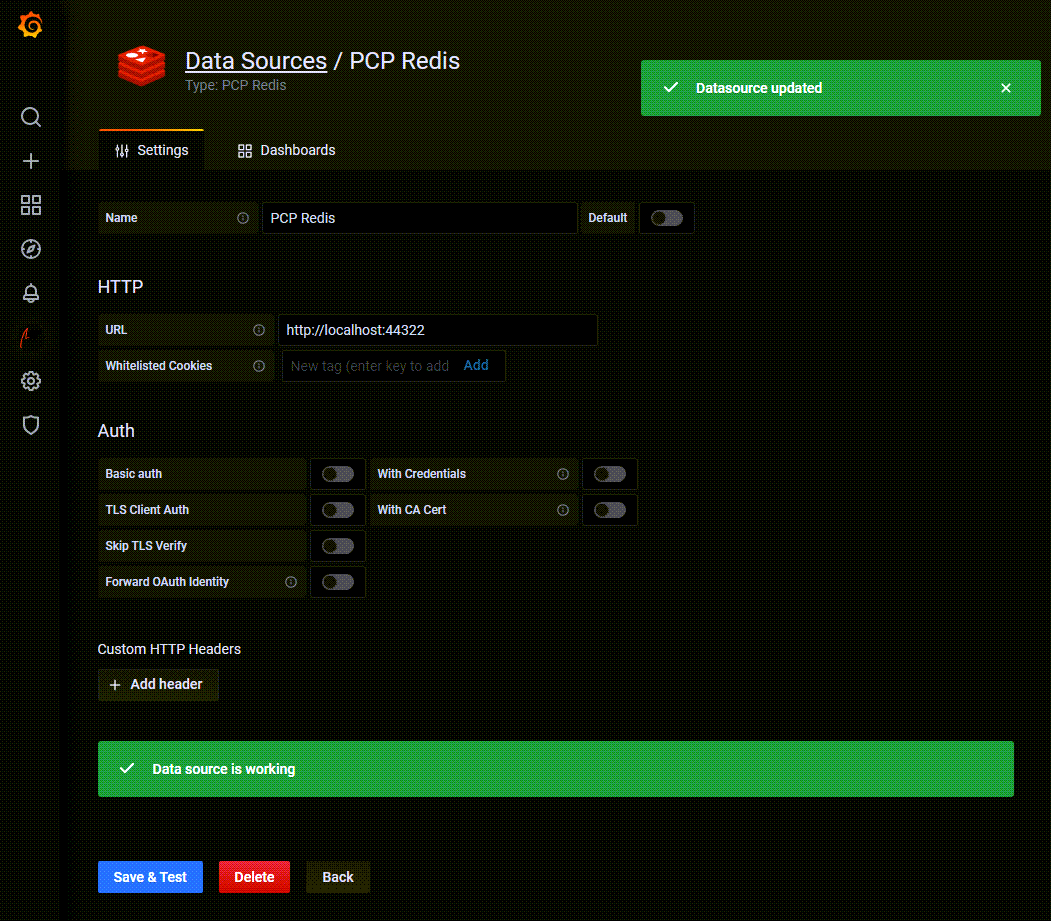 Data Sources / PCP Redis
Type: PCP Redis
Datasource updated
Settings
Dashboards
Name
PCP Redis
Default
HTTP
URL
http://localhost:44322
Whitelisted Cookies
New tag (enter key to add
Add
Auth
Basic auth
With Credentials
TLS Client Auth
With CA Cert
Skip TLS Verify
Forward OAuth Identity
Custom HTTP Headers
Add header
Data source is working
Save & Test
Delete
Back